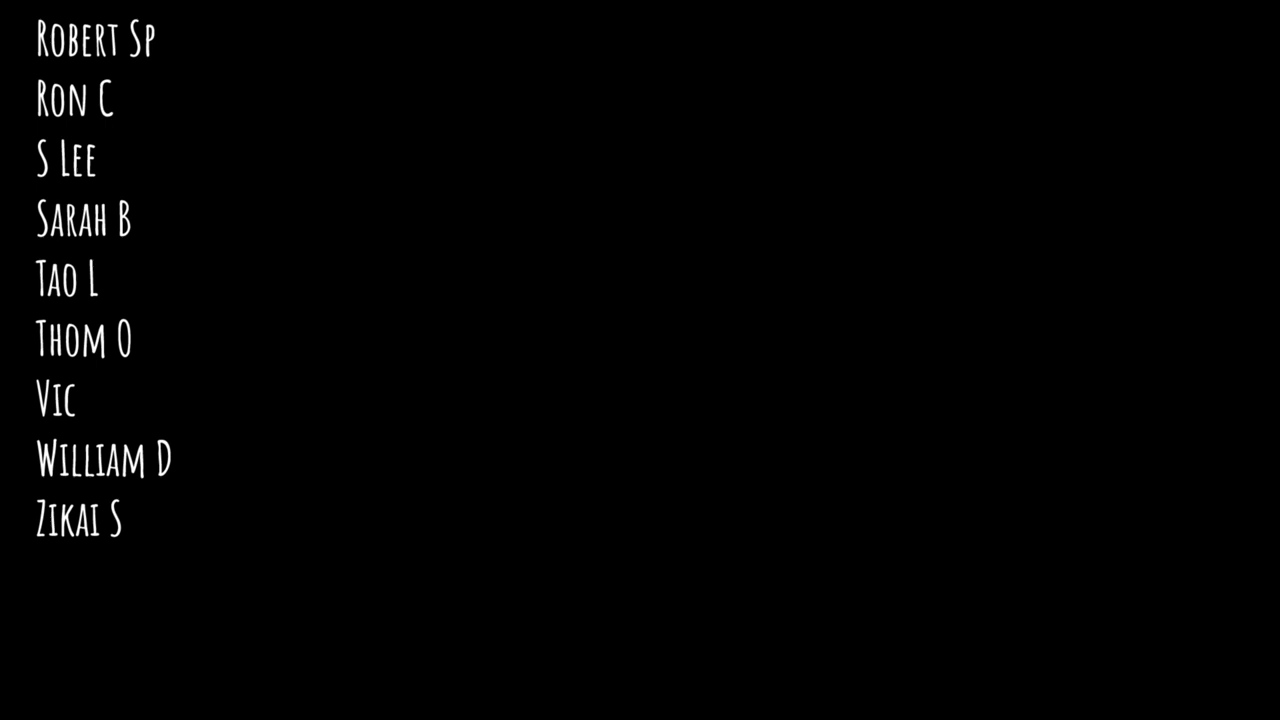 Robert Sp
Ron C
S Lee
Sarah B
Tao L
Thom O
Vic
William D
Zikai S